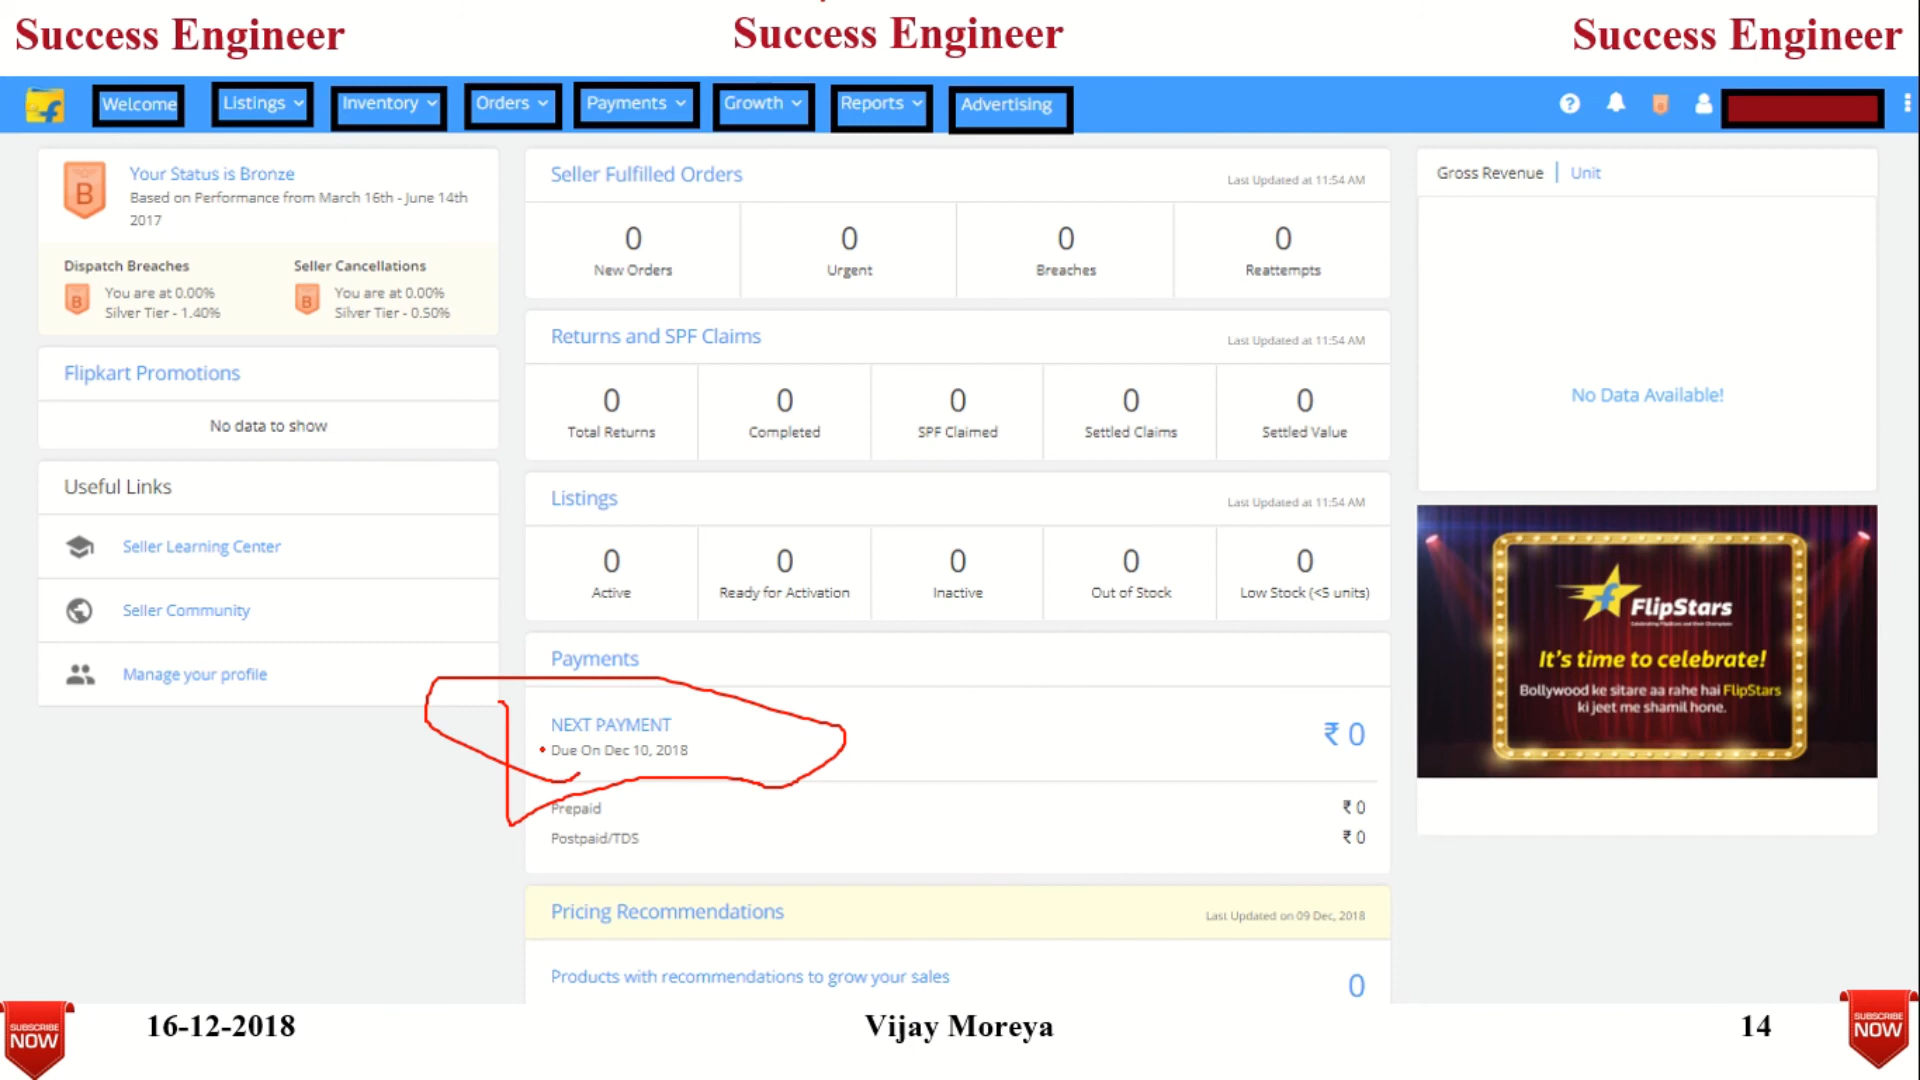 Success Engineer
Success Engineer
Success Engineer
Welcome
Listings
Inventory
Orders
Payments
Growth
Reports
Advertising
B
Your Status is Bronze
Based on Performance from March 16th - June 14th
2017
Dispatch Breaches
B
You are at 0.00%
Silver Tier - 1.40%
Seller Cancellations
B
You are at 0.00%
Silver Tier - 0.50%
Flipkart Promotions
No data to show
Useful Links
Seller Learning Center
Seller Community
Manage your profile
Seller Fulfilled Orders
Last Updated at 11:54 AM
0
New Orders
0
Urgent
0
Breaches
0
Reattempts
Returns and SPF Claims
Last Updated at 11:54 AM
0
Total Returns
0
Completed
0
SPF Claimed
0
Settled Claims
0
Settled Value
Listings
Last Updated at 11:54 AM
0
Active
0
Ready for Activation
0
Inactive
0
Out of Stock
0
Low Stock (<5 units)
Payments
NEXT PAYMENT
Due On Dec 10, 2018
₹ 0
Prepaid
₹ 0
Postpaid/TDS
₹ 0
Pricing Recommendations
Last Updated on 09 Dec, 2018
Products with recommendations to grow your sales
0
Gross Revenue
Unit
No Data Available!
FlipStars
It's time to celebrate!
Bollywood ke sitare aa rahe hai FlipStars
ki jeet me shamil hone.
SUBSCRIBE
NOW
16-12-2018
Vijay Moreya
14
SUBSCRIBE
NOW